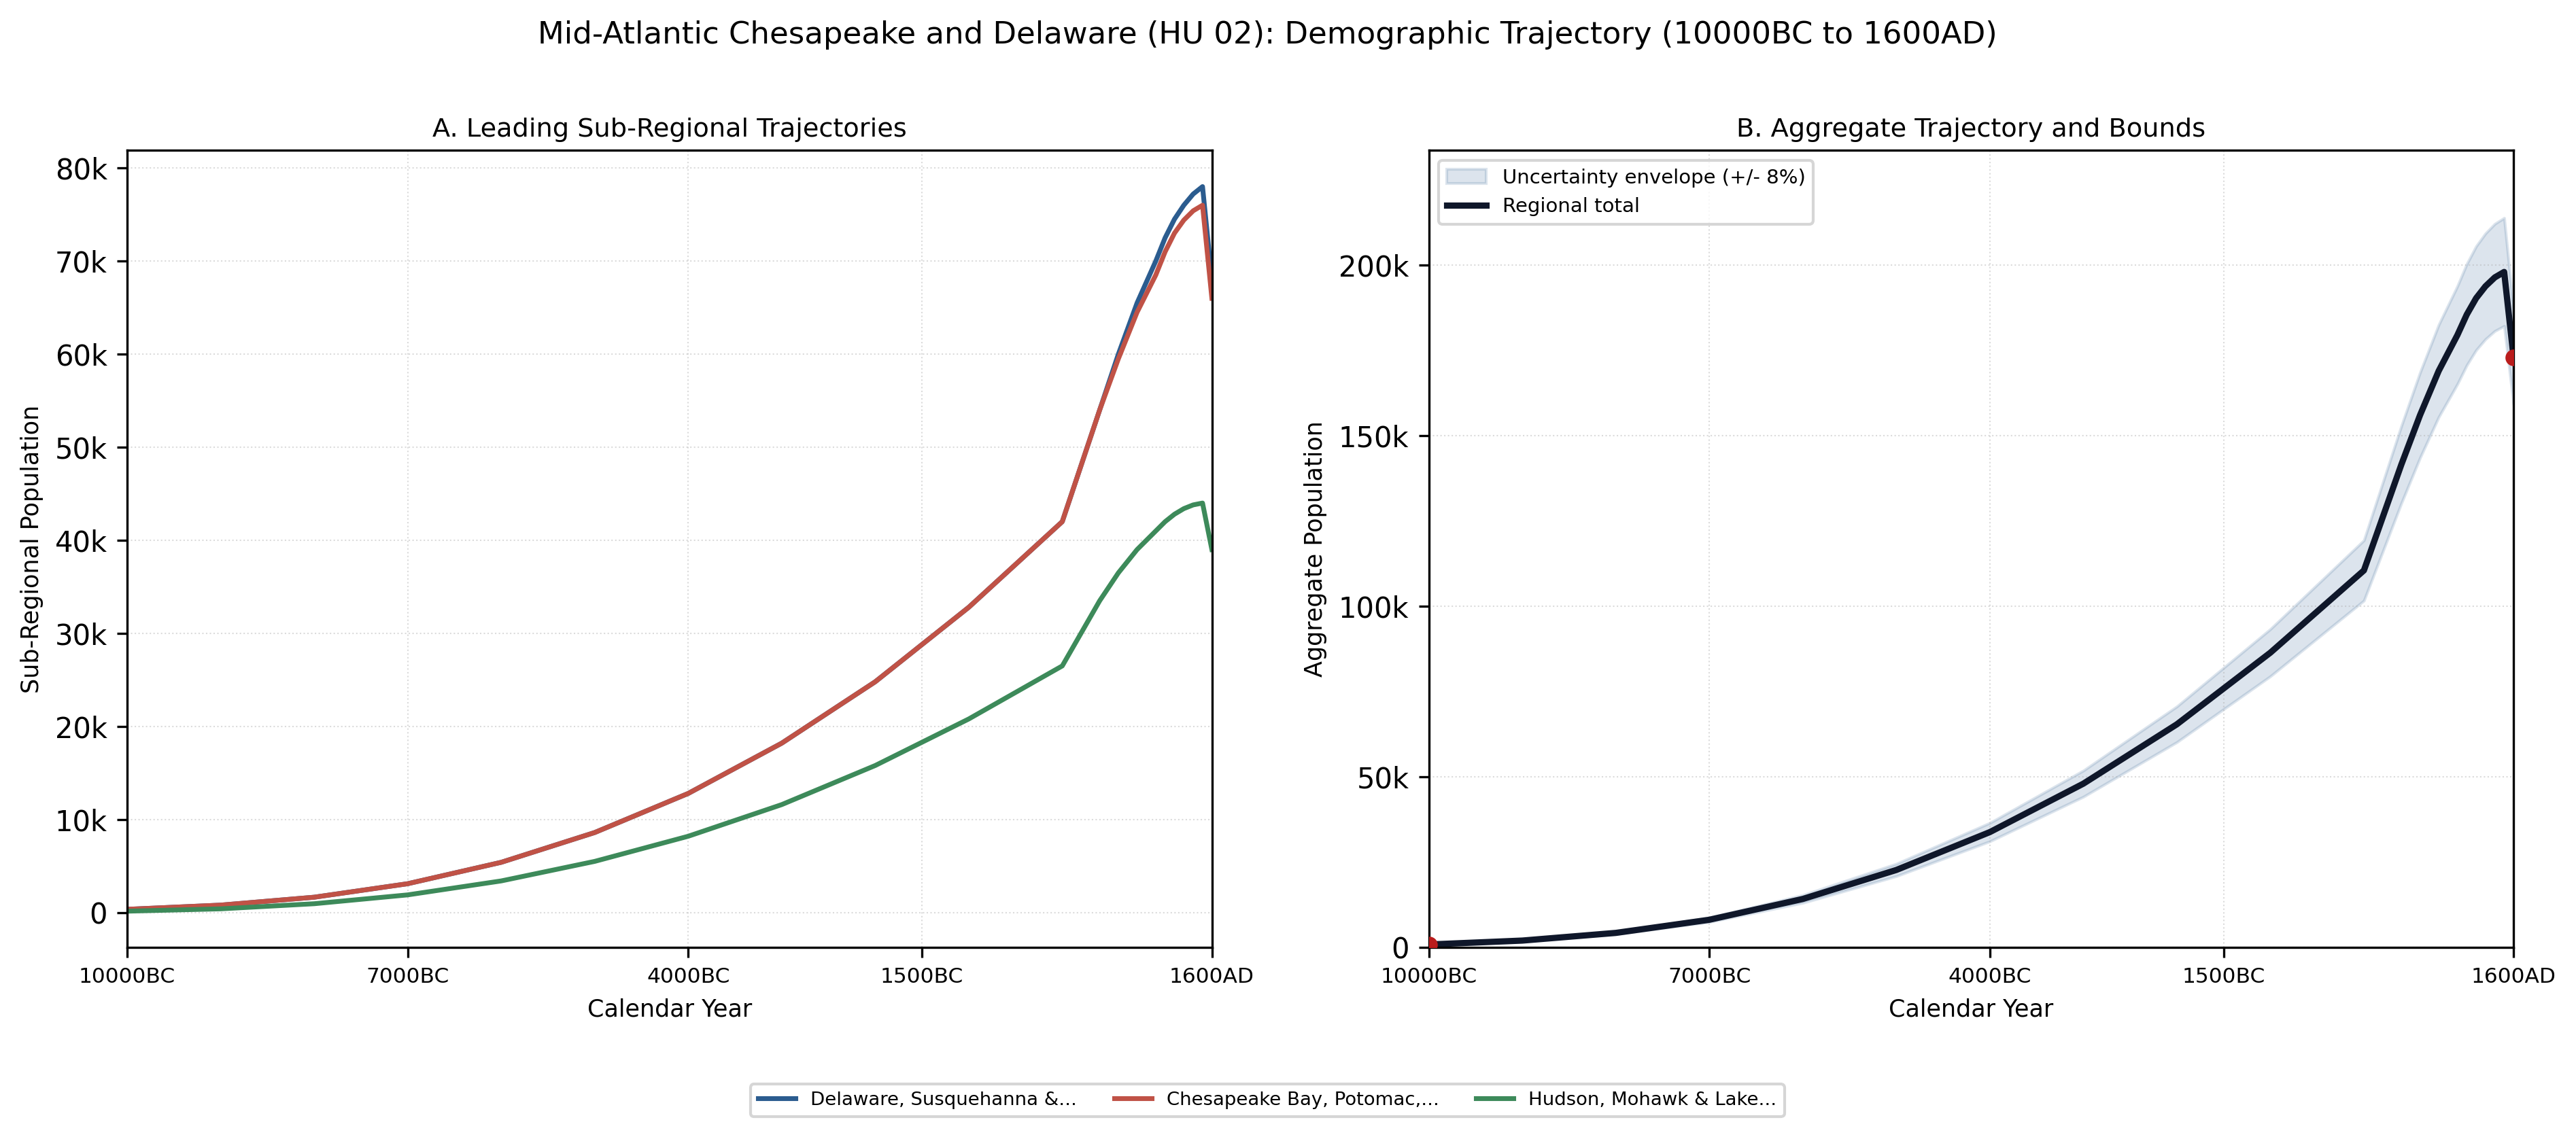 Mid-Atlantic Chesapeake and Delaware (HU 02): Demographic Trajectory (10000BC to 1600AD)
A. Leading Sub-Regional Trajectories
80k
70k
60k
50k
40k
30k
20k
10k
0
Sub-Regional Population
10000BC
7000BC
4000BC
1500BC
1600AD
Calendar Year
B. Aggregate Trajectory and Bounds
Uncertainty envelope (+/- 8%)
Regional total
200k
150k
100k
50k
0
Aggregate Population
10000BC
7000BC
4000BC
1500BC
1600AD
Calendar Year
Delaware, Susquehanna &...
Chesapeake Bay, Potomac,...
Hudson, Mohawk & Lake...